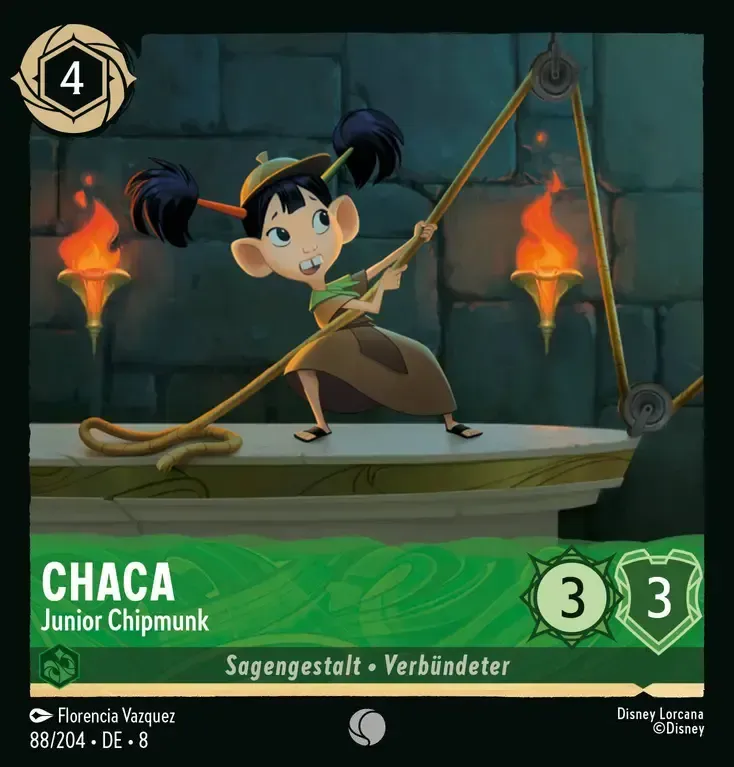 4
CHACA
Junior Chipmunk
3
3
Sagengestalt • Verbündeter
Florencia Vazquez
88/204 • DE • 8
Disney Lorcana
©Disney